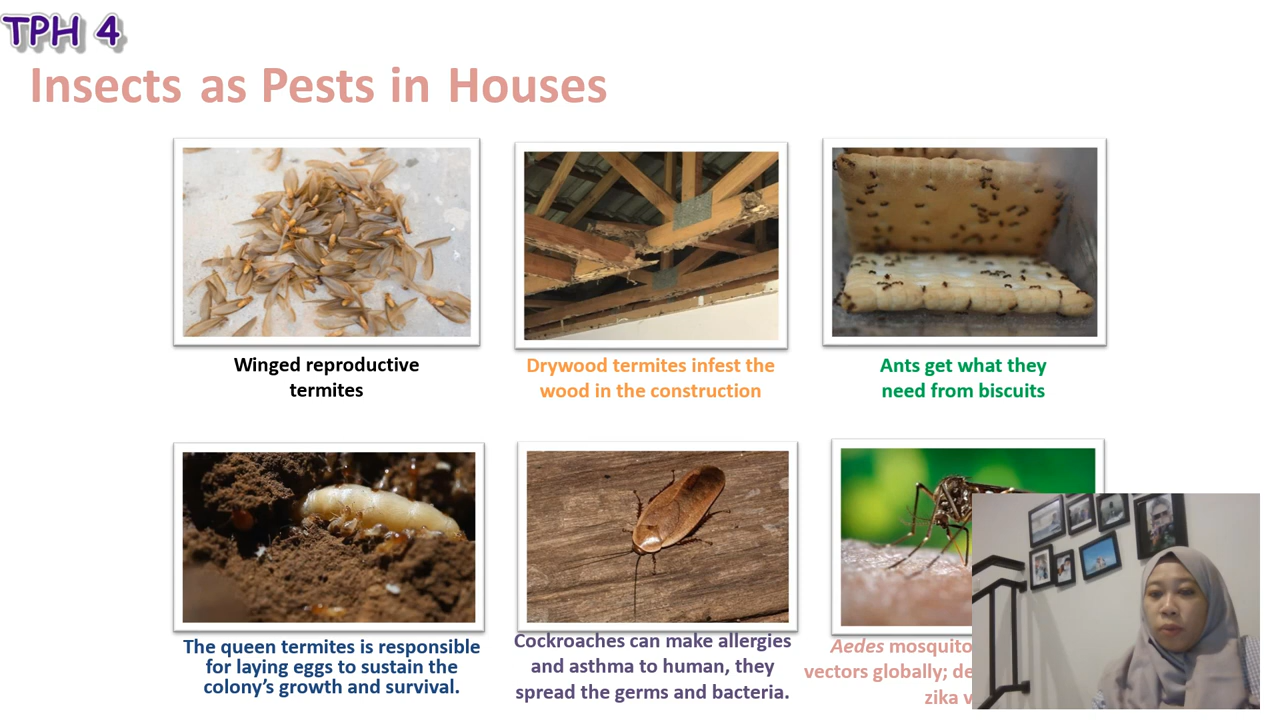 TPH 4
Insects as Pests in Houses
Winged reproductive
termites
Drywood termites infest the
wood in the construction
Ants get what they
need from biscuits
The queen termites is responsible
for laying eggs to sustain the
colony's growth and survival.
Cockroaches can make allergies
and asthma to human, they
spread the germs and bacteria.
Aedes mosquito
vectors globally;
zika